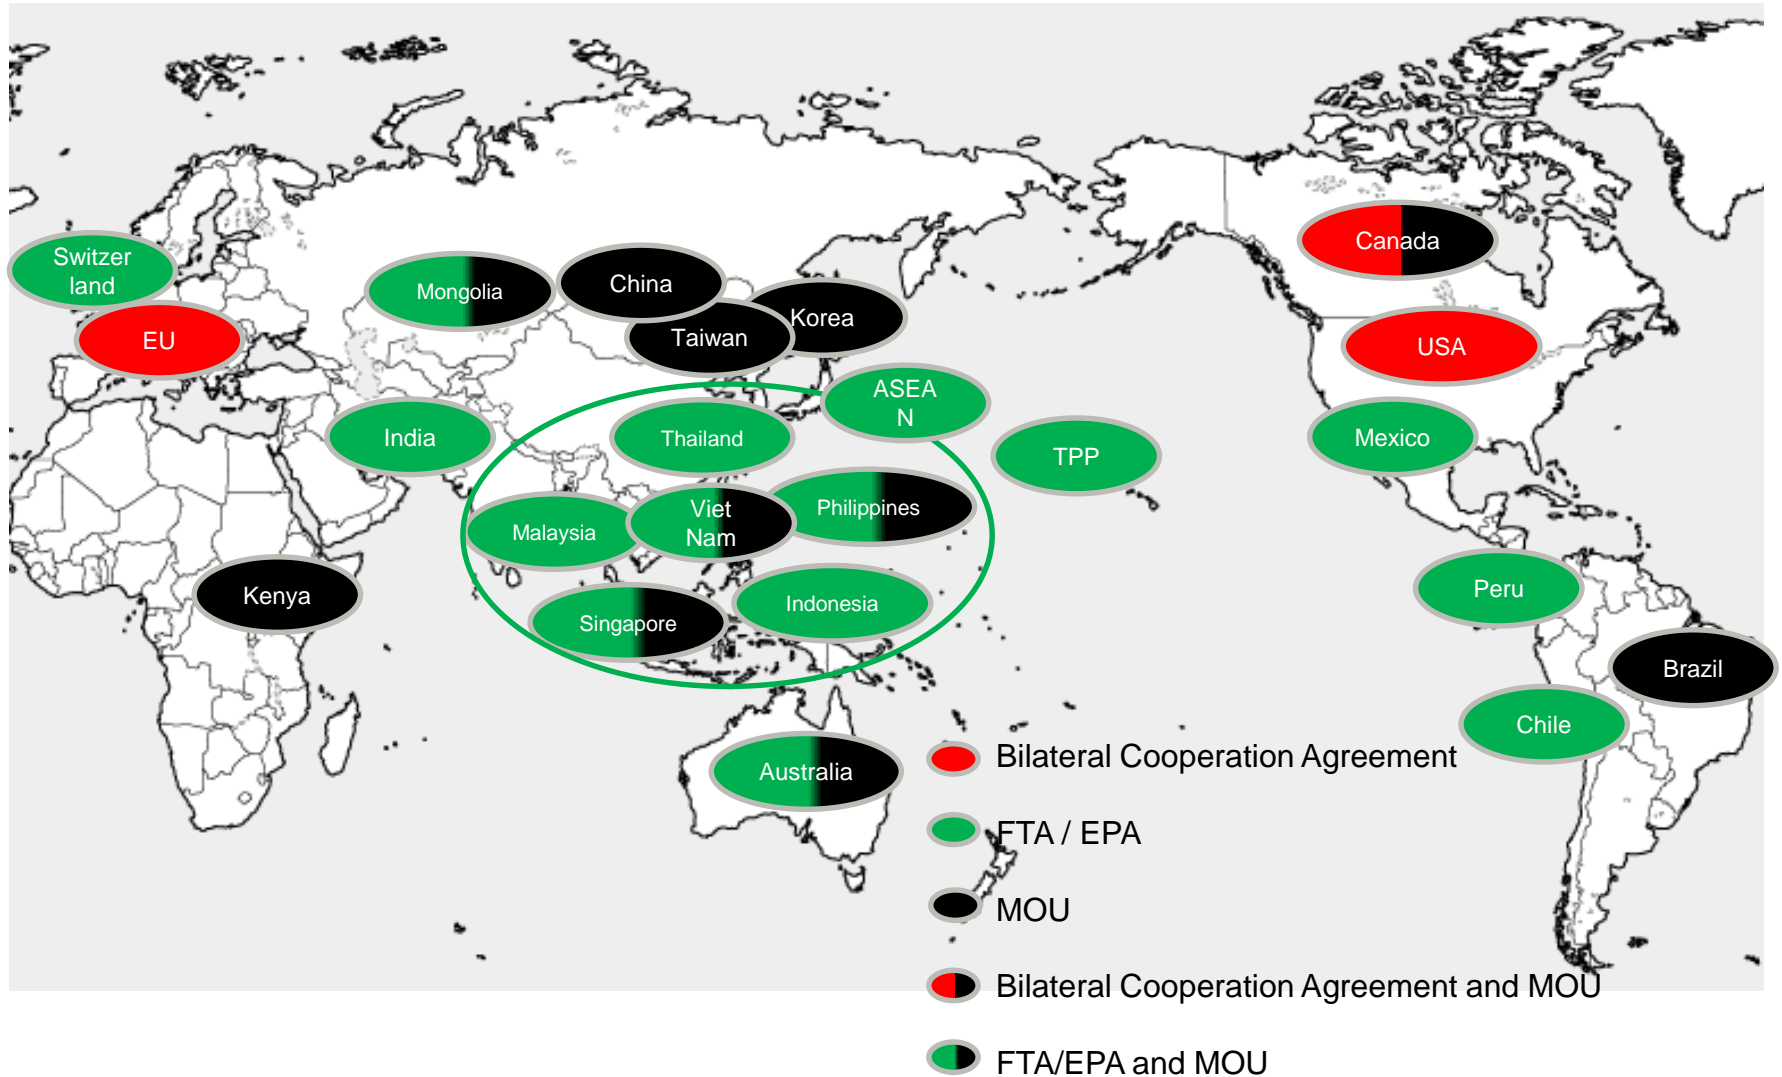 Switzer
land
EU
Mongolia
China
Taiwan
Korea
Canada
USA
Mexico
India
Thailand
ASEA
N
TPP
Malaysia
Viet
Nam
Philippines
Singapore
Indonesia
Kenya
Peru
Brazil
Chile
Australia
Bilateral Cooperation Agreement
FTA / EPA
MOU
Bilateral Cooperation Agreement and MOU
FTA/EPA and MOU